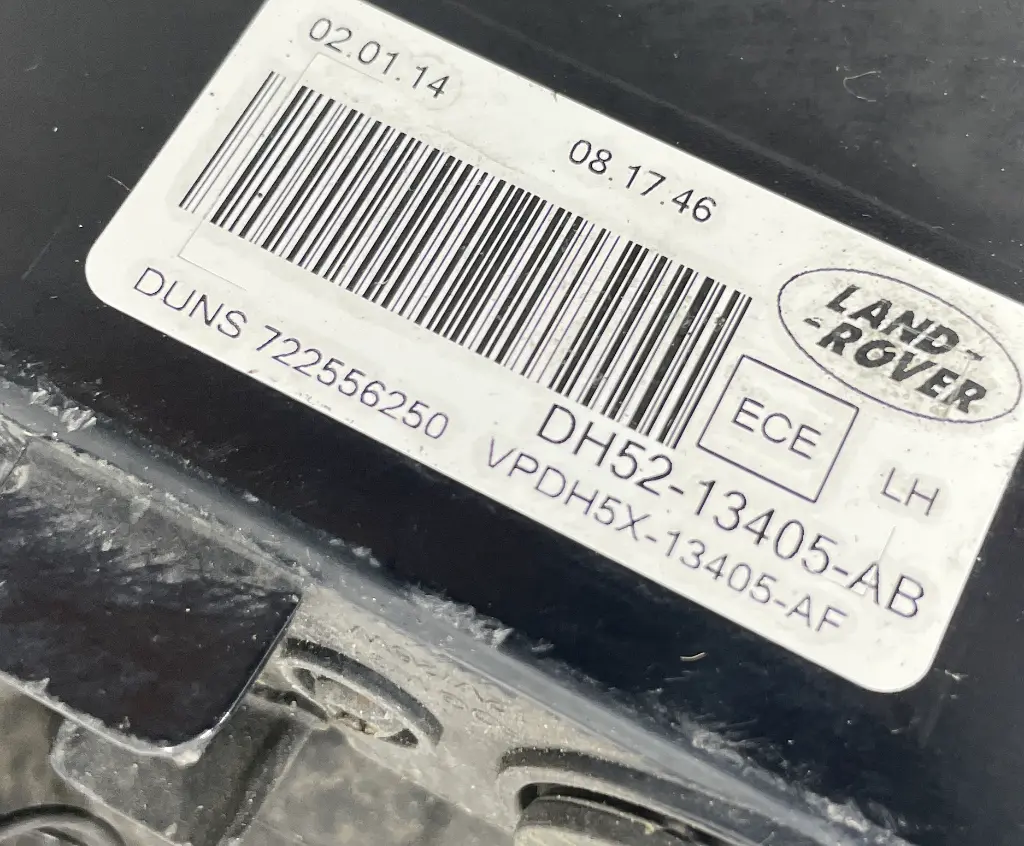 02.01.14
08.17.46
LAND-
-ROVER
DUNS 722556250
ECE
LH
DH52-13405-AB
VPDH5X-13405-AF